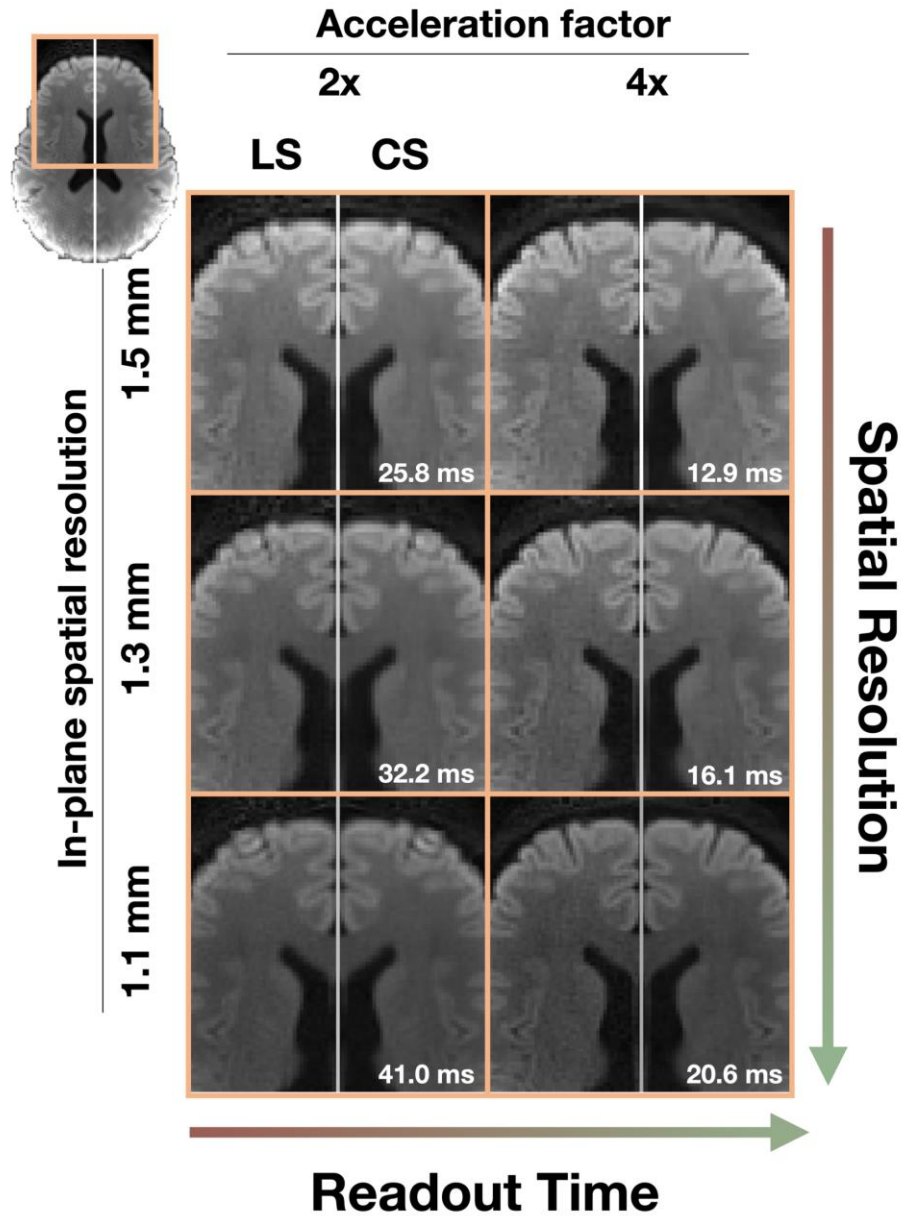 Acceleration factor
2x
4x
LS
CS
In-plane spatial resolution
1.5 mm
25.8 ms
12.9 ms
1.3 mm
32.2 ms
16.1 ms
1.1 mm
41.0 ms
20.6 ms
Spatial Resolution
Readout Time